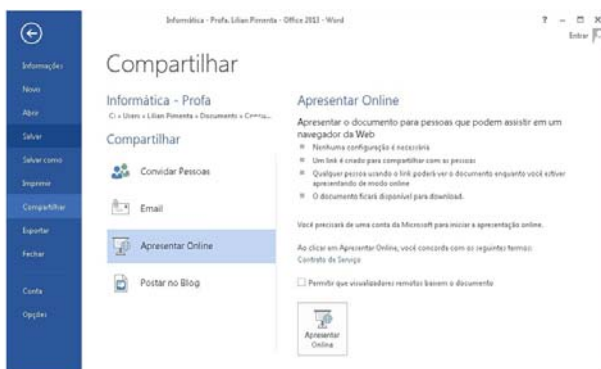 Informática - Profa. Lilian Pimenta - Office 2013 - Word
?
Entrar
Informações
Novo
Abrir
Salvar
Salvar como
Imprimir
Compartilhar
Exportar
Fechar
Conta
Opções
Compartilhar
Informática - Profa
C: » Users » Lilian Pimenta » Documents »
Compartilhar
Convidar Pessoas
Email
Apresentar Online
Postar no Blog
Apresentar Online
Apresentar o documento para pessoas que podem assistir em um
navegador da Web
Nenhuma configuração é necessária
Um link é criado para compartilhar com as pessoas
Qualquer pessoa usando o link poderá ver o documento enquanto você estiver
apresentando de modo online
O documento ficará disponível para download.
Você precisará de uma conta da Microsoft para iniciar a apresentação online.
Ao clicar em Apresentar Online, você concorda com os seguintes termos:
Contrato de Serviço
Permitir que visualizadores remotos baixem o documento
Apresentar
Online